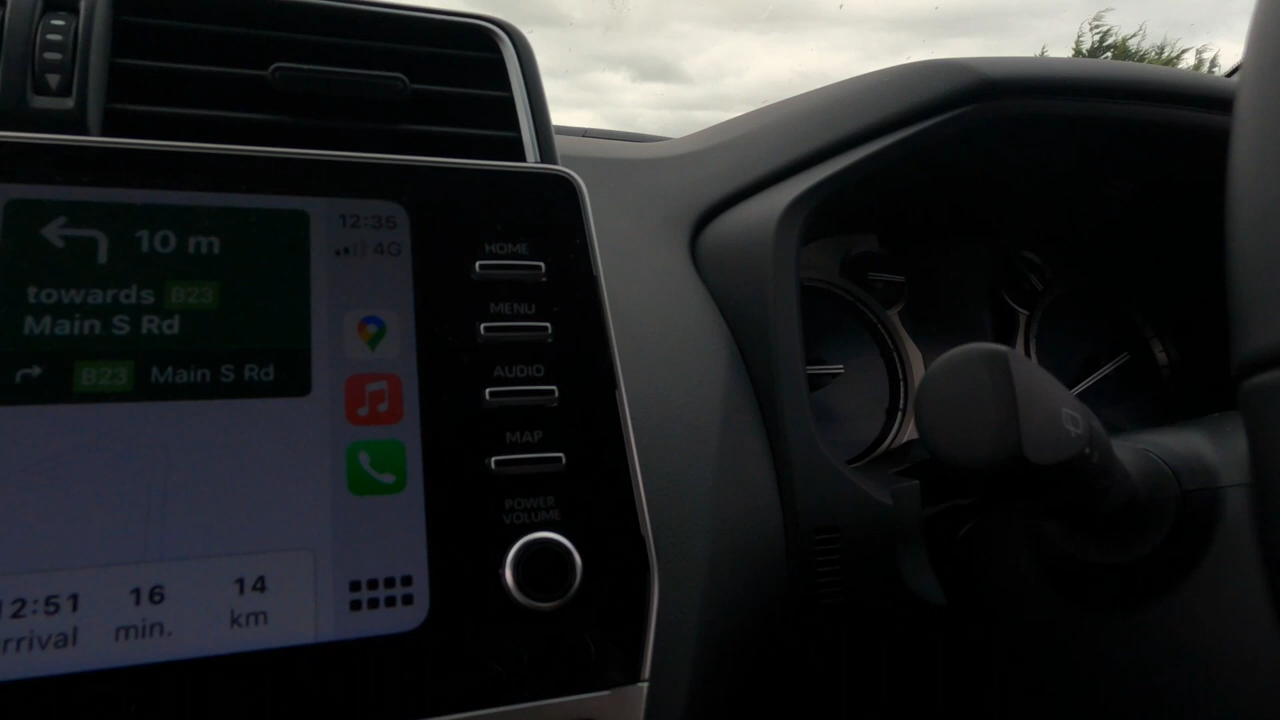 10 m
towards B23
Main S Rd
B23 Main S Rd
12:35
4G
12:51 16 14
arrival min. km
HOME
MENU
AUDIO
MAP
POWER
VOLUME